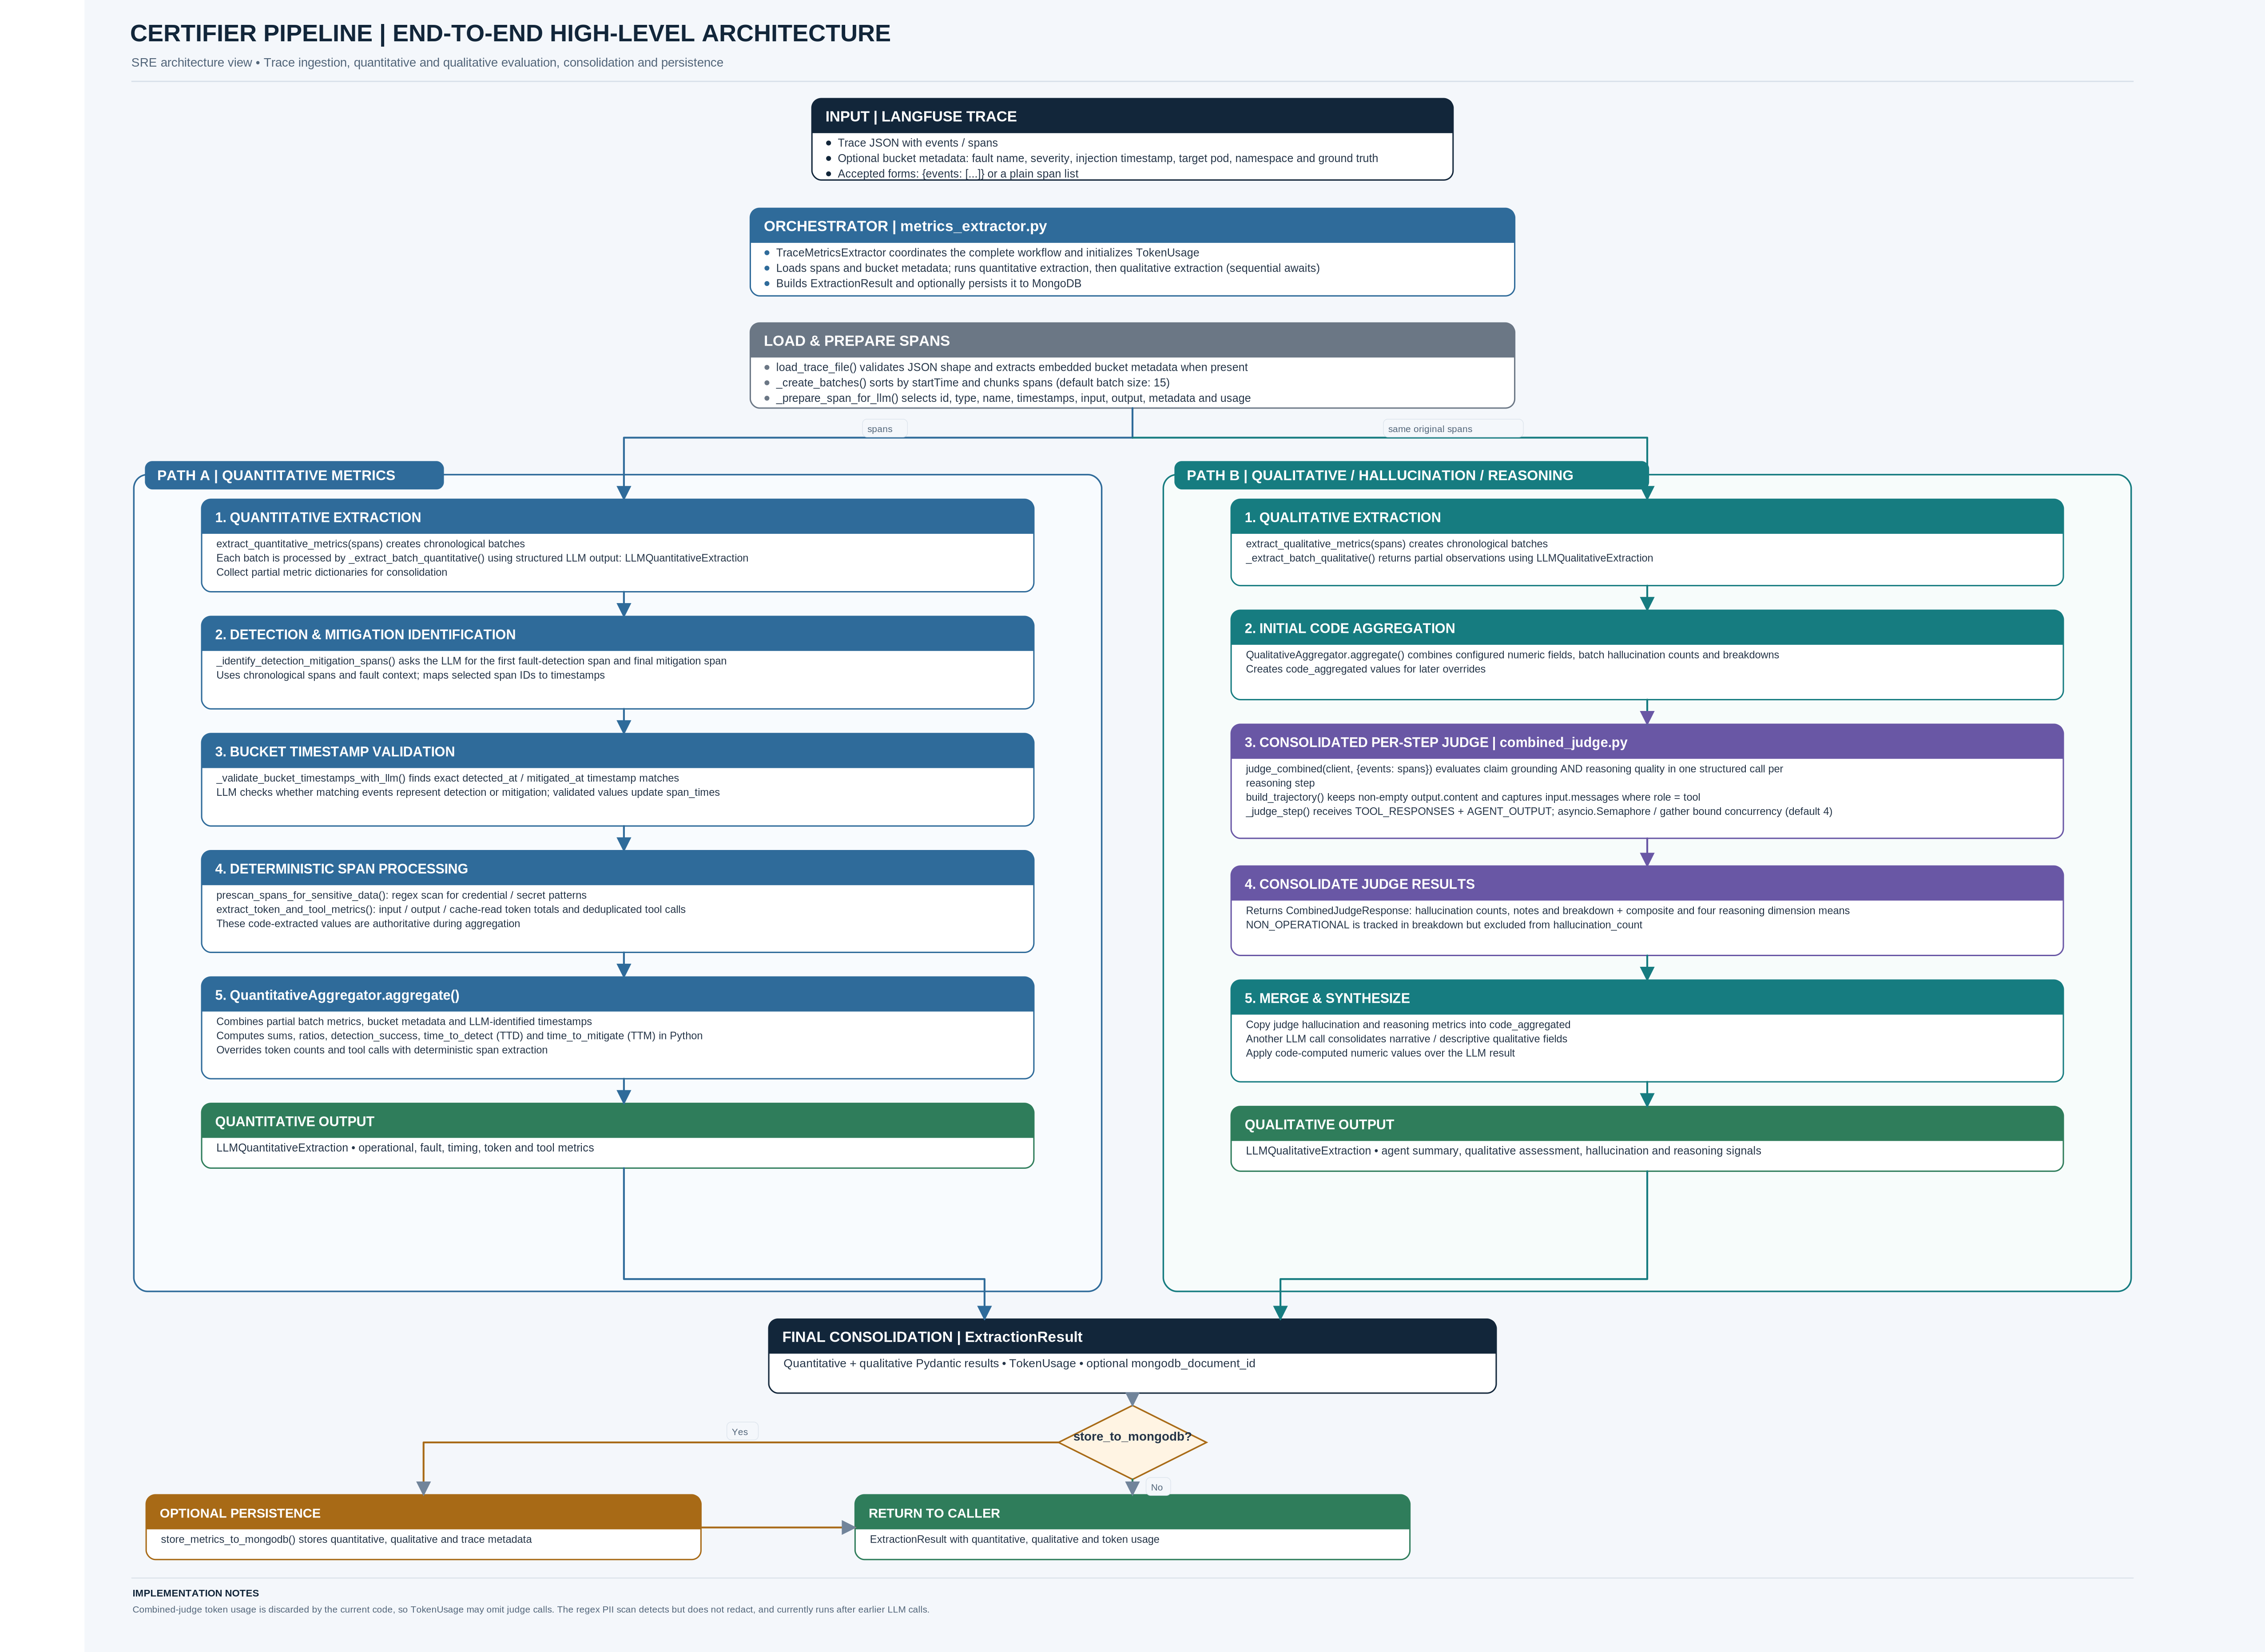 CERTIFIER PIPELINE | END-TO-END HIGH-LEVEL ARCHITECTURE
SRE architecture view • Trace ingestion, quantitative and qualitative evaluation, consolidation and persistence
INPUT | LANGFUSE TRACE
● Trace JSON with events / spans
● Optional bucket metadata: fault name, severity, injection timestamp, target pod, namespace and ground truth
● Accepted forms: {events: [...]} or a plain span list
ORCHESTRATOR | metrics_extractor.py
● TraceMetricsExtractor coordinates the complete workflow and initializes TokenUsage
● Loads spans and bucket metadata; runs quantitative extraction, then qualitative extraction (sequential awaits)
● Builds ExtractionResult and optionally persists it to MongoDB
LOAD & PREPARE SPANS
● load_trace_file() validates JSON shape and extracts embedded bucket metadata when present
● _create_batches() sorts by startTime and chunks spans (default batch size: 15)
● _prepare_span_for_llm() selects id, type, name, timestamps, input, output, metadata and usage
spans
same original spans
PATH A | QUANTITATIVE METRICS
1. QUANTITATIVE EXTRACTION
extract_quantitative_metrics(spans) creates chronological batches
Each batch is processed by _extract_batch_quantitative() using structured LLM output: LLMQuantitativeExtraction
Collect partial metric dictionaries for consolidation
2. DETECTION & MITIGATION IDENTIFICATION
_identify_detection_mitigation_spans() asks the LLM for the first fault-detection span and final mitigation span
Uses chronological spans and fault context; maps selected span IDs to timestamps
3. BUCKET TIMESTAMP VALIDATION
_validate_bucket_timestamps_with_llm() finds exact detected_at / mitigated_at timestamp matches
LLM checks whether matching events represent detection or mitigation; validated values update span_times
4. DETERMINISTIC SPAN PROCESSING
prescan_spans_for_sensitive_data(): regex scan for credential / secret patterns
extract_token_and_tool_metrics(): input / output / cache-read token totals and deduplicated tool calls
These code-extracted values are authoritative during aggregation
5. QuantitativeAggregator.aggregate()
Combines partial batch metrics, bucket metadata and LLM-identified timestamps
Computes sums, ratios, detection_success, time_to_detect (TTD) and time_to_mitigate (TTM) in Python
Overrides token counts and tool calls with deterministic span extraction
QUANTITATIVE OUTPUT
LLMQuantitativeExtraction • operational, fault, timing, token and tool metrics
PATH B | QUALITATIVE / HALLUCINATION / REASONING
1. QUALITATIVE EXTRACTION
extract_qualitative_metrics(spans) creates chronological batches
_extract_batch_qualitative() returns partial observations using LLMQualitativeExtraction
2. INITIAL CODE AGGREGATION
QualitativeAggregator.aggregate() combines configured numeric fields, batch hallucination counts and breakdowns
Creates code_aggregated values for later overrides
3. CONSOLIDATED PER-STEP JUDGE | combined_judge.py
judge_combined(client, {events: spans}) evaluates claim grounding AND reasoning quality in one structured call per
reasoning step
build_trajectory() keeps non-empty output.content and captures input.messages where role = tool
_judge_step() receives TOOL_RESPONSES + AGENT_OUTPUT; asyncio.Semaphore / gather bound concurrency (default 4)
4. CONSOLIDATE JUDGE RESULTS
Returns CombinedJudgeResponse: hallucination counts, notes and breakdown + composite and four reasoning dimension means
NON_OPERATIONAL is tracked in breakdown but excluded from hallucination_count
5. MERGE & SYNTHESIZE
Copy judge hallucination and reasoning metrics into code_aggregated
Another LLM call consolidates narrative / descriptive qualitative fields
Apply code-computed numeric values over the LLM result
QUALITATIVE OUTPUT
LLMQualitativeExtraction • agent summary, qualitative assessment, hallucination and reasoning signals
FINAL CONSOLIDATION | ExtractionResult
Quantitative + qualitative Pydantic results • TokenUsage • optional mongodb_document_id
store_to_mongodb?
Yes
No
OPTIONAL PERSISTENCE
store_metrics_to_mongodb() stores quantitative, qualitative and trace metadata
RETURN TO CALLER
ExtractionResult with quantitative, qualitative and token usage
IMPLEMENTATION NOTES
Combined-judge token usage is discarded by the current code, so TokenUsage may omit judge calls. The regex PII scan detects but does not redact, and currently runs after earlier LLM calls.